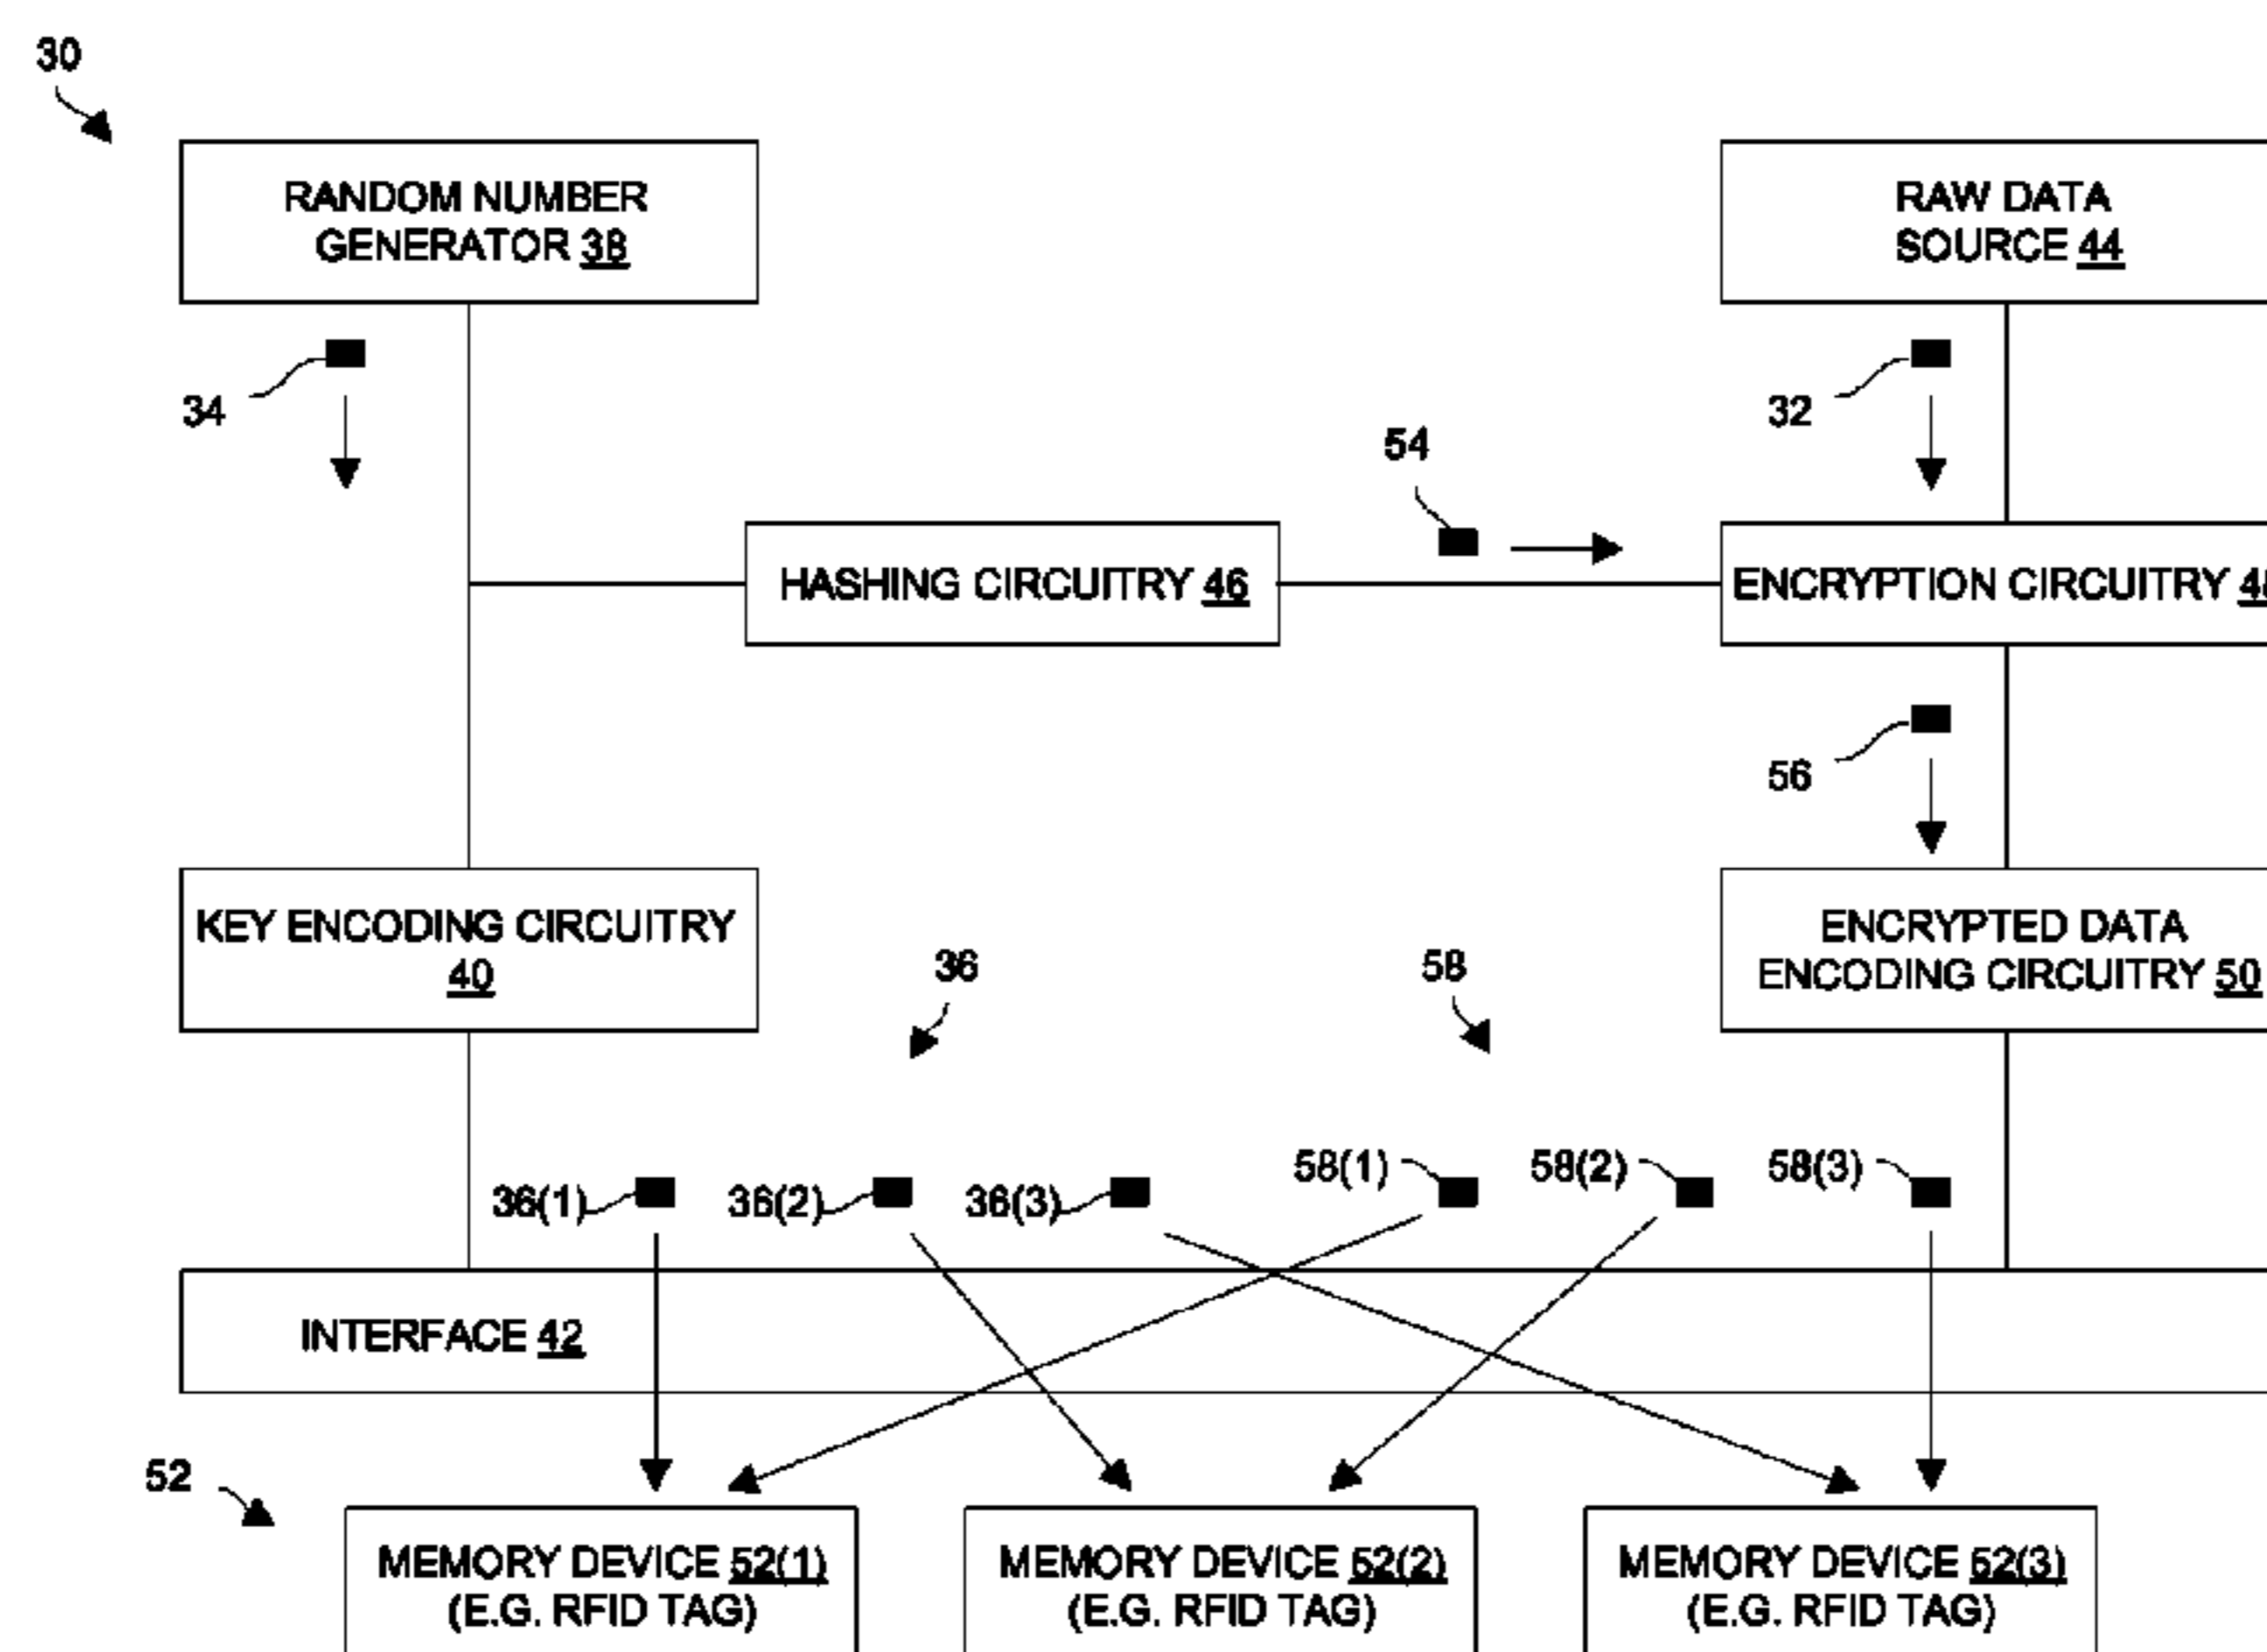 30
RANDOM NUMBER
GENERATOR 38
RAW DATA
SOURCE 44
34
32
54
HASHING CIRCUITRY 46
ENCRYPTION CIRCUITRY
56
KEY ENCODING CIRCUITRY
40
36
58
ENCRYPTED DATA
ENCODING CIRCUITRY 50
36(1)
36(2)
36(3)
58(1)
58(2)
58(3)
INTERFACE 42
52
MEMORY DEVICE 52(1)
(E.G. RFID TAG)
MEMORY DEVICE 52(2)
(E.G. RFID TAG)
MEMORY DEVICE 52(3)
(E.G. RFID TAG)